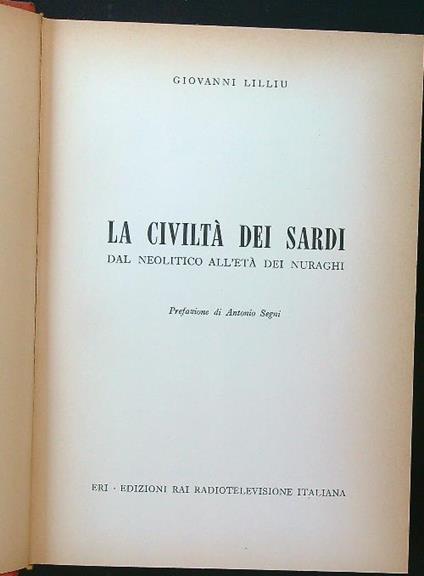 GIOVANNI LILLIU
LA CIVILTÀ DEI SARDI
DAL NEOLITICO ALL'ETÀ DEI NURAGHI
Prefazione di Antonio Segni
ERI · EDIZIONI RAI RADIOTELEVISIONE ITALIANA